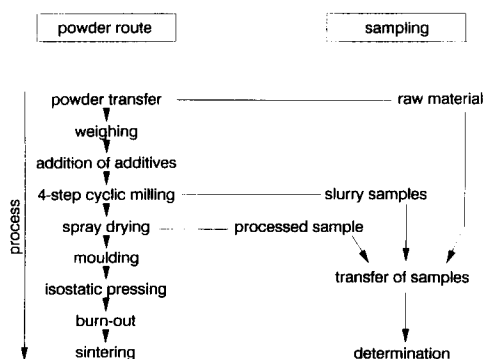 powder route
sampling
powder transfer
raw material
weighing
addition of additives
4-step cyclic milling
slurry samples
spray drying
processed sample
moulding
transfer of samples
isostatic pressing
burn-out
sintering
determination
process